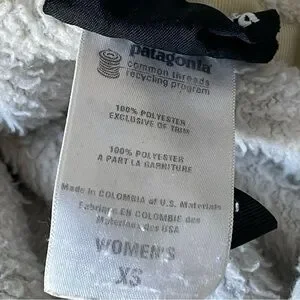 patagonia
common threads
recycling program
100% POLYESTER
EXCLUSIVE OF TRIM
100% POLYESTER
A PART LA GARNITURE
Made in COLOMBIA of U.S. Materials
Fabriqué EN COLOMBIE des
Materiales des USA
WOMEN'S
XS